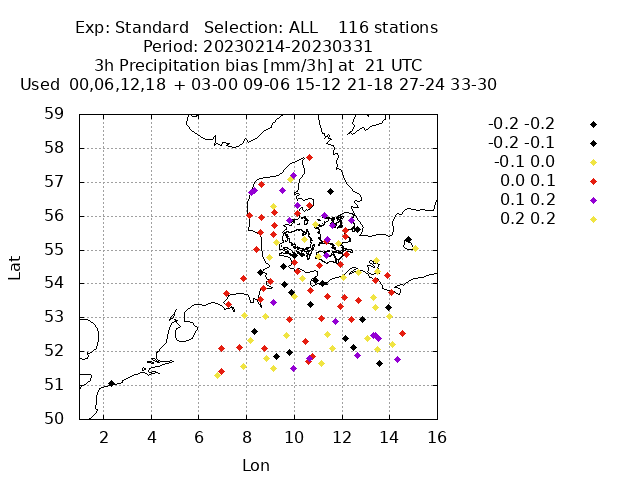 Exp: Standard   Selection: ALL    116 stations
Period: 20230214-20230331
3h Precipitation bias [mm/3h] at  21 UTC
Used  00,06,12,18  + 03-00 09-06 15-12 21-18 27-24 33-30
-0.2 -0.2
-0.2 -0.1
-0.1 0.0
0.0 0.1
0.1 0.2
0.2 0.2
59
58
57
56
55
54
53
52
51
50
Lat
2 4 6 8 10 12 14 16
Lon